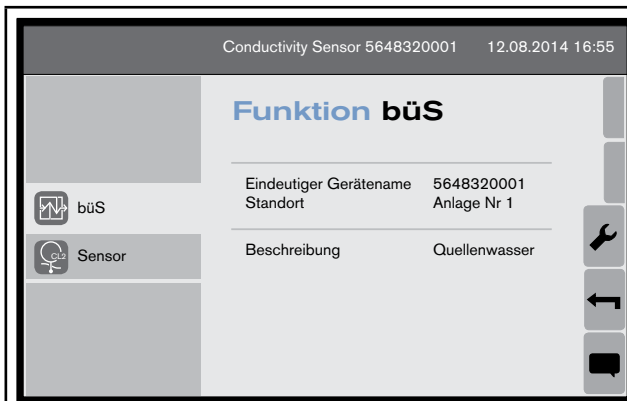 Conductivity Sensor 5648320001 12.08.2014 16:55
Funktion büS
Eindeutiger Gerätename 5648320001
Standort Anlage Nr 1
büS
Beschreibung Quellenwasser
CL2 Sensor